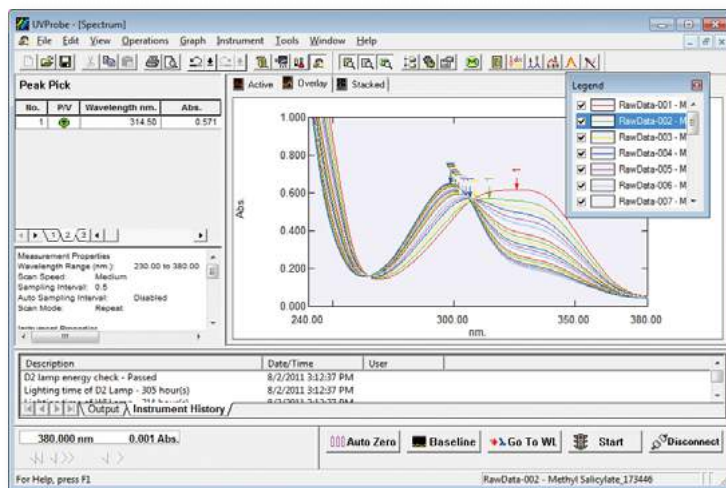 UVProbe - [Spectrum]
File Edit View Operations Graph Instrument Tools Window Help
Peak Pick
No. P/V Wavelength nm. Abs.
1 314.50 0.571
1 2 3
Measurement Properties
Wavelength Range (nm.): 230.00 to 380.00
Scan Speed: Medium
Sampling Interval: 0.5
Auto Sampling Interval: Disabled
Scan Mode: Repeat
Instrument Properties
Active Overlay Stacked
1.000
0.800
0.600
0.400
0.200
0.000
Abs.
240.00 300.00 350.00 380.00
nm.
Legend
RawData-001 - M
RawData-002 - M
RawData-003 - M
RawData-004 - M
RawData-005 - M
RawData-006 - M
RawData-007 - M
Description Date/Time User
D2 lamp energy check - Passed 8/2/2011 3:12:37 PM
Lighting time of D2 Lamp - 305 hour(s) 8/2/2011 3:12:37 PM
Output Instrument History
380.000 nm 0.001 Abs.
Auto Zero Baseline Go To WL Start Disconnect
For Help, press F1
RawData-002 - Methyl Salicylate_173446